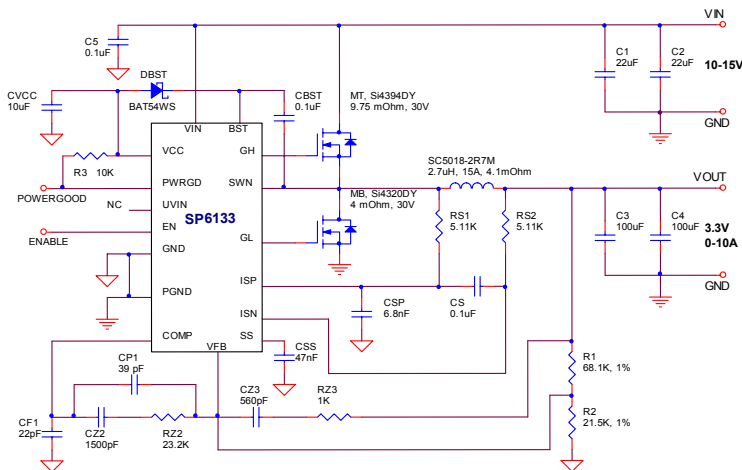 VIN
C5
0.1uF
C1
22uF
C2
22uF
10-15V
DBST
CVCC
10uF
BAT54WS
CBST
0.1uF
MT, Si4394DY
9.75 mOhm, 30V
GND
VIN
BST
VCC
GH
SC5018-2R7M
2.7uH, 15A, 4.1mOhm
R3
10K
PWRGD
SWN
VOUT
POWERGOOD
MB, Si4320DY
4 mOhm, 30V
NC
UVIN
SP6133
RS1
5.11K
RS2
5.11K
C3
100uF
C4
100uF
3.3V
0-10A
EN
ENABLE
GL
GND
ISP
GND
PGND
CSP
6.8nF
CS
0.1uF
ISN
COMP
SS
VFB
CSS
47nF
CP1
39 pF
R1
68.1K, 1%
CZ3
560pF
RZ3
1K
CF1
22pF
CZ2
1500pF
RZ2
23.2K
R2
21.5K, 1%